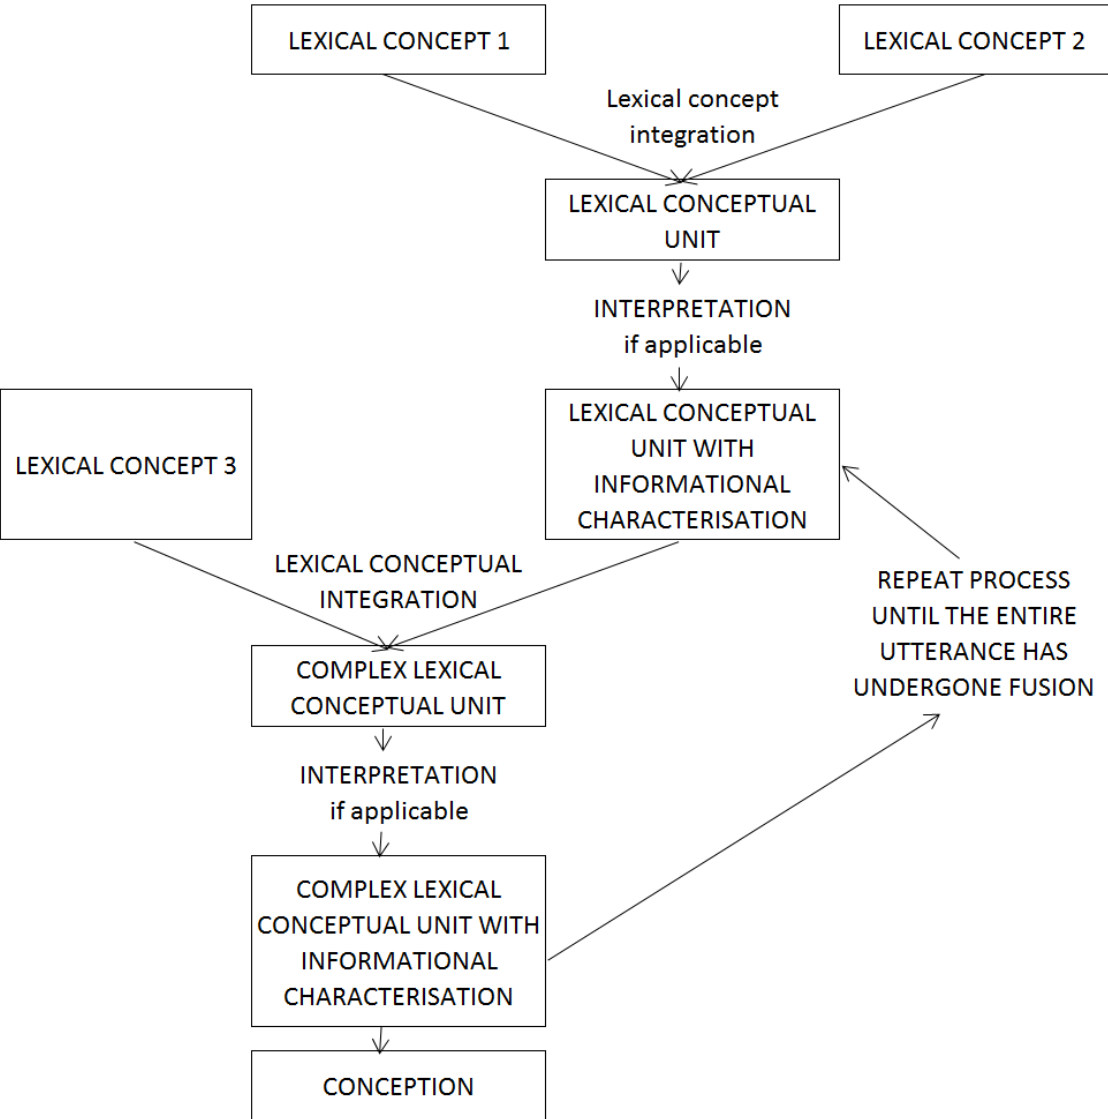 LEXICAL CONCEPT 1
LEXICAL CONCEPT 2
Lexical concept
integration
LEXICAL CONCEPTUAL
UNIT
INTERPRETATION
if applicable
LEXICAL CONCEPT 3
LEXICAL CONCEPTUAL
UNIT WITH
INFORMATIONAL
CHARACTERISATION
LEXICAL CONCEPTUAL
INTEGRATION
REPEAT PROCESS
UNTIL THE ENTIRE
UTTERANCE HAS
UNDERGONE FUSION
COMPLEX LEXICAL
CONCEPTUAL UNIT
INTERPRETATION
if applicable
COMPLEX LEXICAL
CONCEPTUAL UNIT WITH
INFORMATIONAL
CHARACTERISATION
CONCEPTION